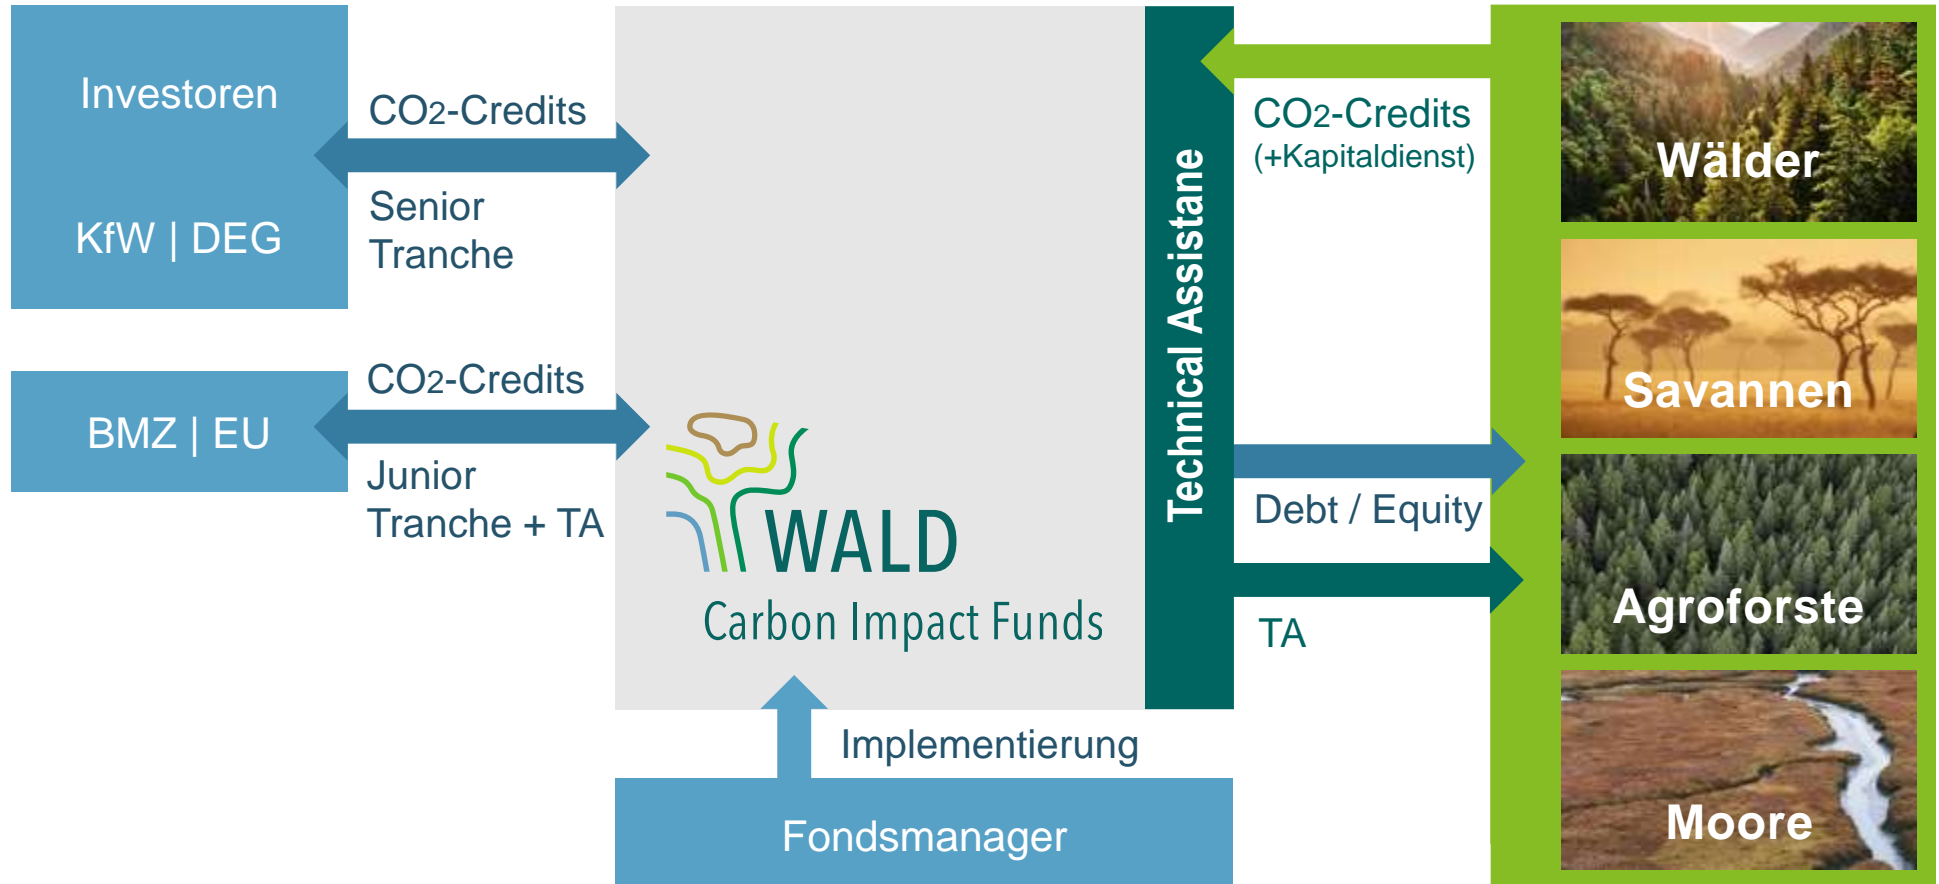 Investoren
KfW | DEG
CO2-Credits
Senior
Tranche
BMZ | EU
CO2-Credits
Junior
Tranche + TA
WALD
Carbon Impact Funds
Implementierung
Fondsmanager
Technical Assistane
CO2-Credits
(+Kapitaldienst)
Debt / Equity
TA
Wälder
Savannen
Agroforste
Moore